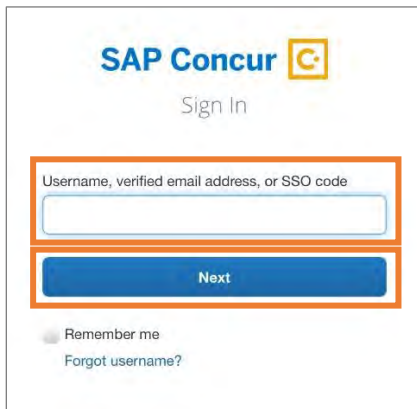 SAP Concur C
Sign In
Username, verified email address, or SSO code
Next
Remember me
Forgot username?